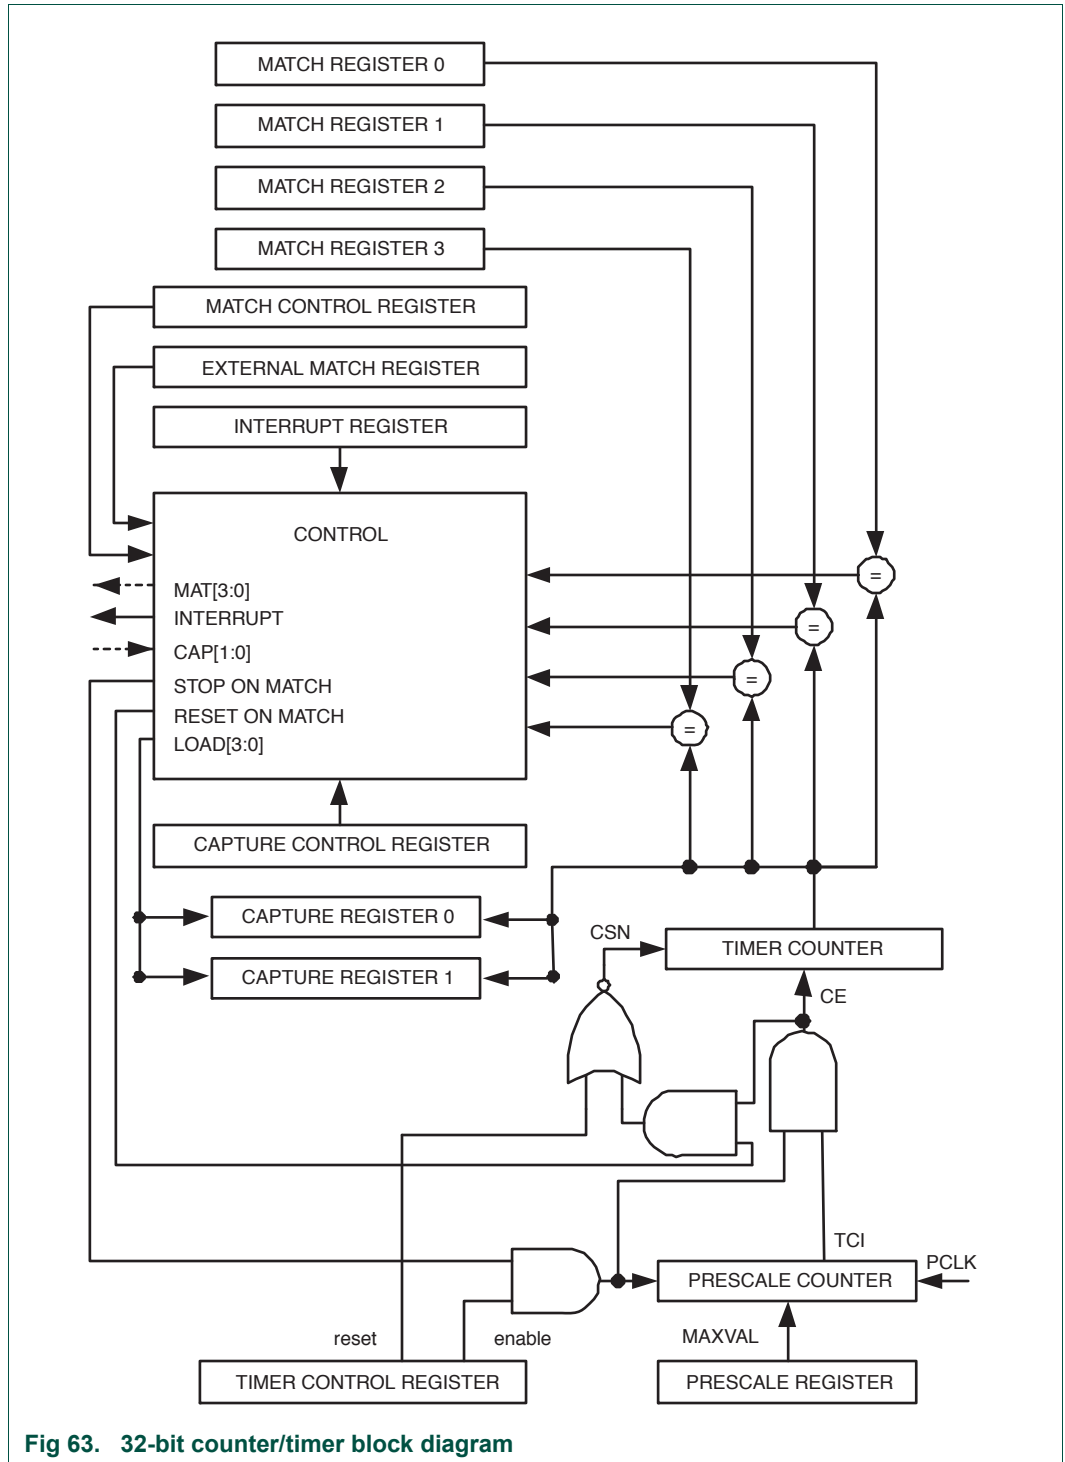 MATCH REGISTER 0
MATCH REGISTER 1
MATCH REGISTER 2
MATCH REGISTER 3
MATCH CONTROL REGISTER
EXTERNAL MATCH REGISTER
INTERRUPT REGISTER
CONTROL
=
=
=
=
MAT[3:0]
INTERRUPT
CAP[1:0]
STOP ON MATCH
RESET ON MATCH
LOAD[3:0]
CAPTURE CONTROL REGISTER
CAPTURE REGISTER 0
CAPTURE REGISTER 1
CSN
TIMER COUNTER
CE
TCI
PCLK
PRESCALE COUNTER
reset
enable
MAXVAL
TIMER CONTROL REGISTER
PRESCALE REGISTER
Fig 63. 32-bit counter/timer block diagram